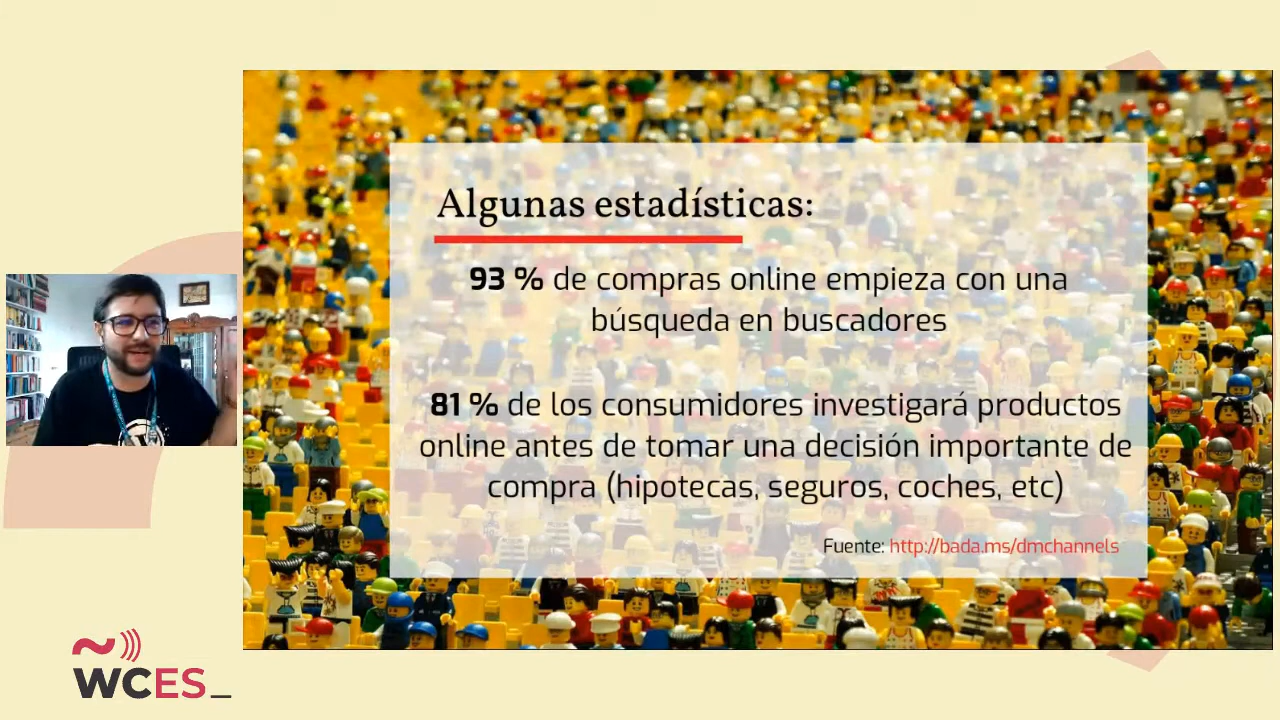 Algunas estadísticas:
93 % de compras online empieza con una
búsqueda en buscadores
81 % de los consumidores investigará productos
online antes de tomar una decisión importante de
compra (hipotecas, seguros, coches, etc)
Fuente: http://bada.ms/dmchannels
WCES_